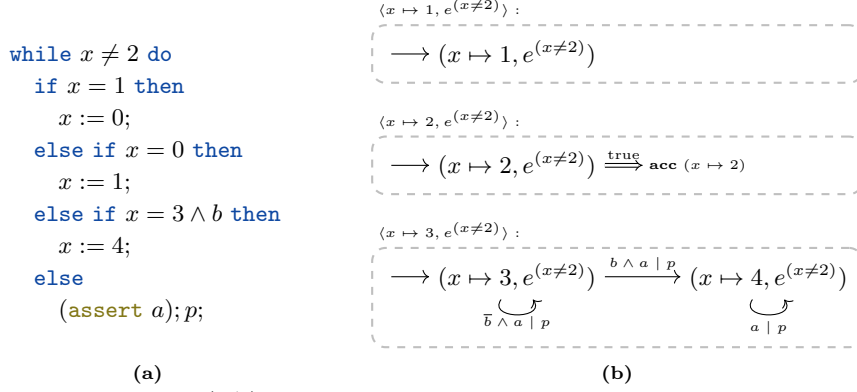 while x ≠ 2 do
if x = 1 then
x := 0;
else if x = 0 then
x := 1;
else if x = 3 ∧ b then
x := 4;
else
(assert a); p;
(a)
⟨x ↦ 1, e^(x≠2)⟩ :
⟶ (x ↦ 1, e^(x≠2))
⟨x ↦ 2, e^(x≠2)⟩ :
⟶ (x ↦ 2, e^(x≠2)) true ⟹ acc (x ↦ 2)
⟨x ↦ 3, e^(x≠2)⟩ :
b ∧ a | p
⟶ (x ↦ 3, e^(x≠2)) ⟶ (x ↦ 4, e^(x≠2))
b̅ ∧ a | p a | p
(b)